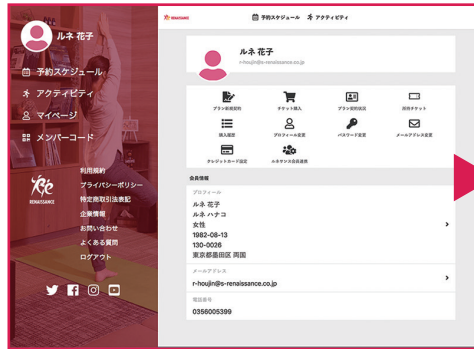 ルネ 花子
予約スケジュール
アクティビティ
マイページ
メンバーコード
RENAISSANCE
利用規約
プライバシーポリシー
特定商取引法表記
企業情報
お問い合わせ
よくある質問
ログアウト
RENAISSANCE
予約スケジュール アクティビティ
ルネ 花子
r-houjin@s-renaissance.co.jp
プラン新規契約 チケット購入 プラン契約状況 所持チケット
購入履歴 プロフィール変更 パスワード変更 メールアドレス変更
クレジットカード設定 ルネサンス会員連携
会員情報
プロフィール
ルネ 花子
ルネ ハナコ
女性
1982-08-13
130-0026
東京都墨田区 両国
メールアドレス
r-houjin@s-renaissance.co.jp
電話番号
0356005399